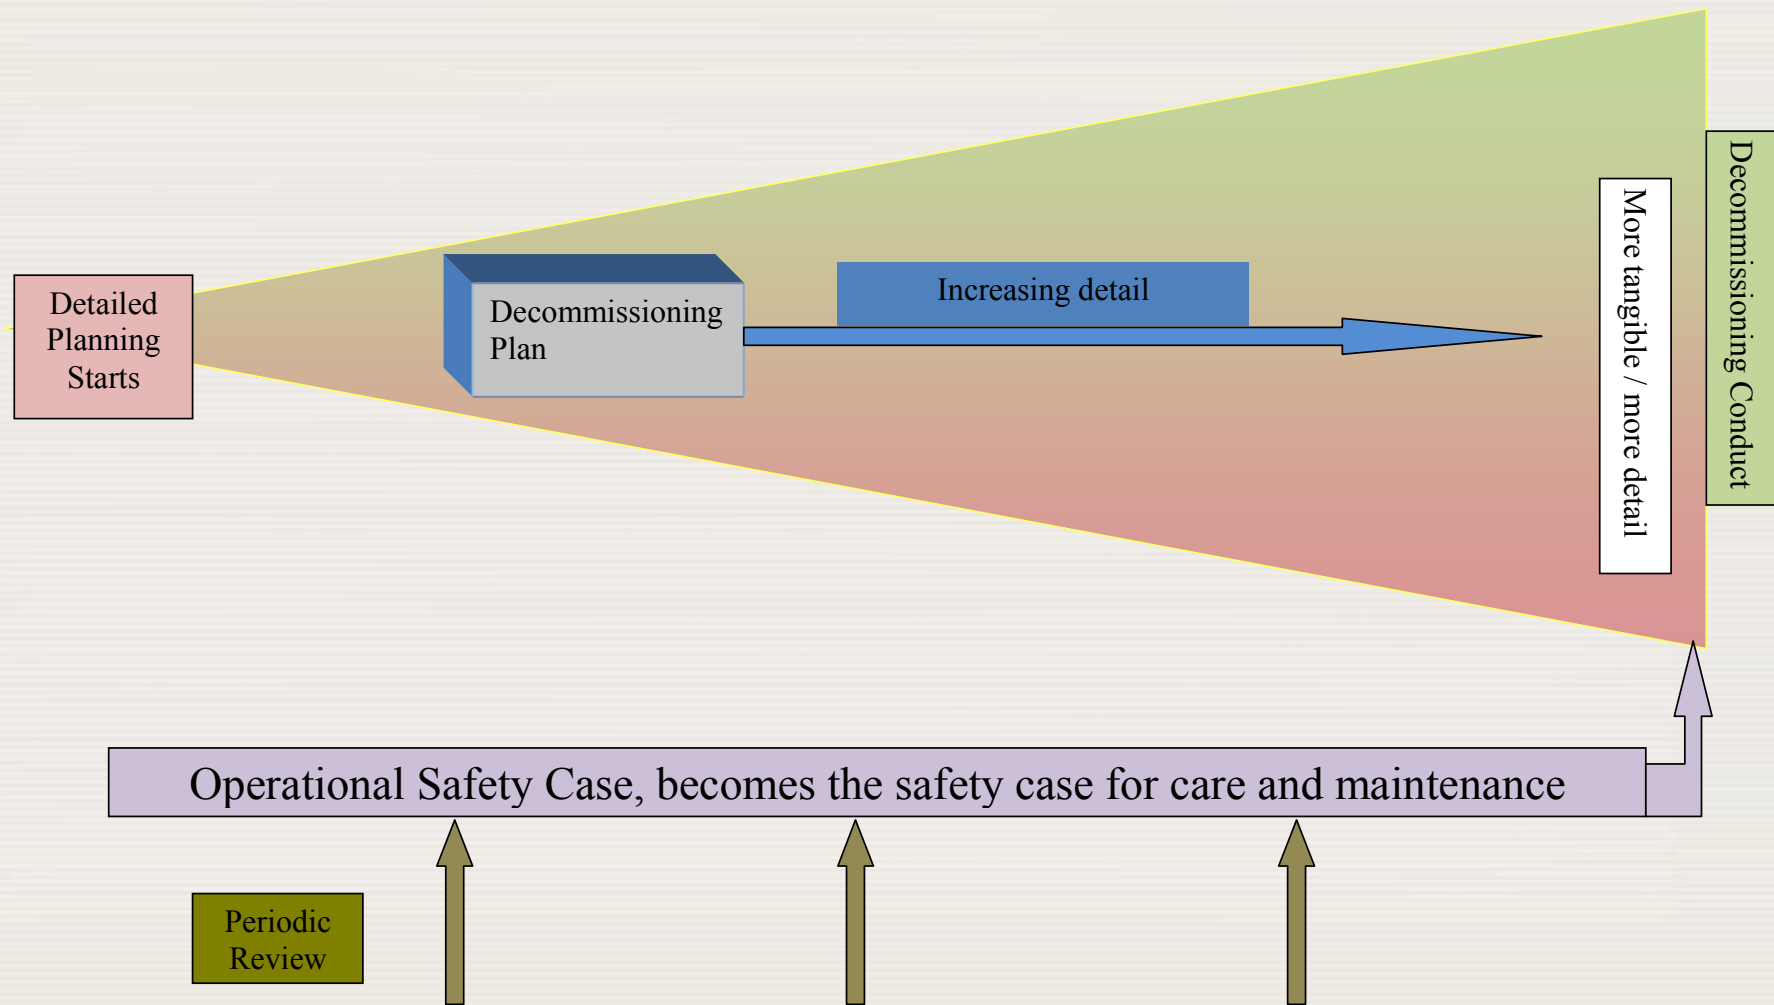 Detailed
Planning
Starts
Decommissioning
Plan
Increasing detail
More tangible / more detail
Decommissioning Conduct
Operational Safety Case, becomes the safety case for care and maintenance
Periodic
Review